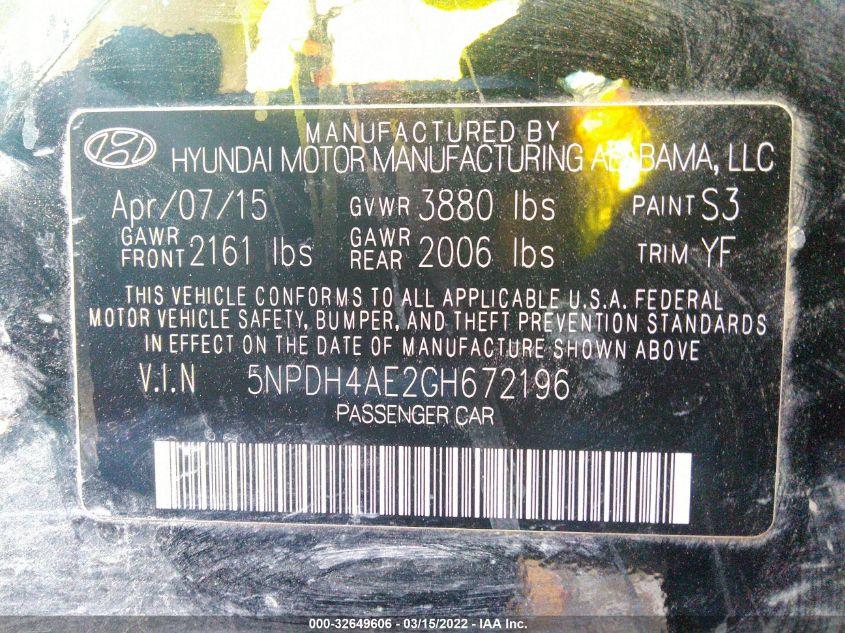 MANUFACTURED BY
HYUNDAI MOTOR MANUFACTURING ALABAMA, LLC
Apr/07/15 GVWR 3880 lbs PAINT S3
GAWR FRONT 2161 lbs GAWR REAR 2006 lbs TRIM YF
THIS VEHICLE CONFORMS TO ALL APPLICABLE U.S.A. FEDERAL
MOTOR VEHICLE SAFETY, BUMPER, AND THEFT PREVENTION STANDARDS
IN EFFECT ON THE DATE OF MANUFACTURE SHOWN ABOVE
V.I.N 5NPDH4AE2GH672196
PASSENGER CAR
000-32649606 - 03/15/2022 - IAA Inc.